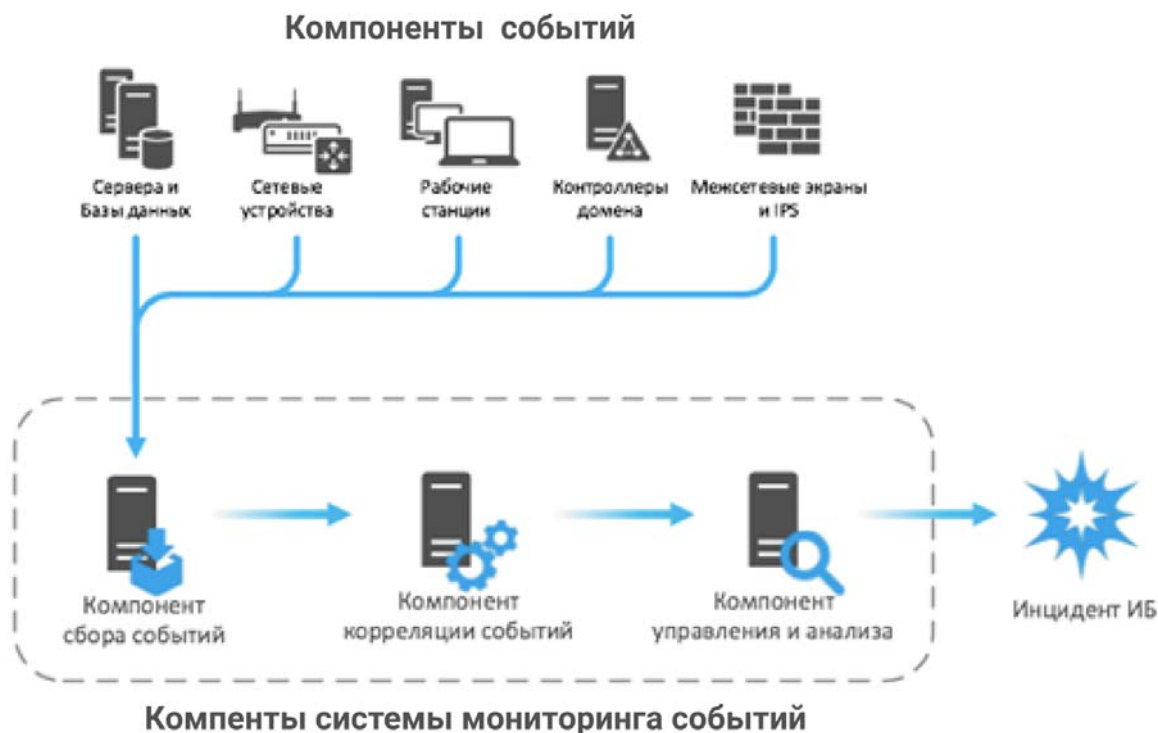 Компоненты событий
Сервера и
Базы данных
Сетевые
устройства
Рабочие
станции
Контроллеры
домена
Межсетевые экраны
и IPS
Компонент
сбора событий
Компонент
корреляции событий
Компонент
управления и анализа
Инцидент ИБ
Компенты системы мониторинга событий